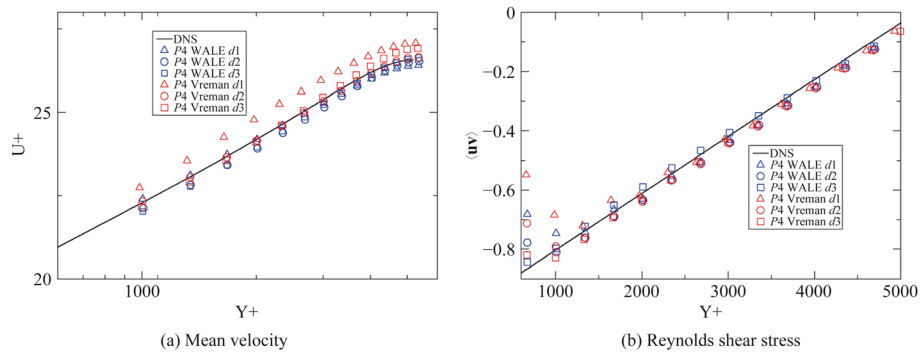 DNS
P4 WALE d1
P4 WALE d2
P4 WALE d3
P4 Vreman d1
P4 Vreman d2
P4 Vreman d3
U+
25
20
1000
Y+
(a) Mean velocity
0
−0.2
−0.4
−0.6
−0.8
⟨uv⟩
DNS
P4 WALE d1
P4 WALE d2
P4 WALE d3
P4 Vreman d1
P4 Vreman d2
P4 Vreman d3
1000 2000 3000 4000 5000
Y+
(b) Reynolds shear stress